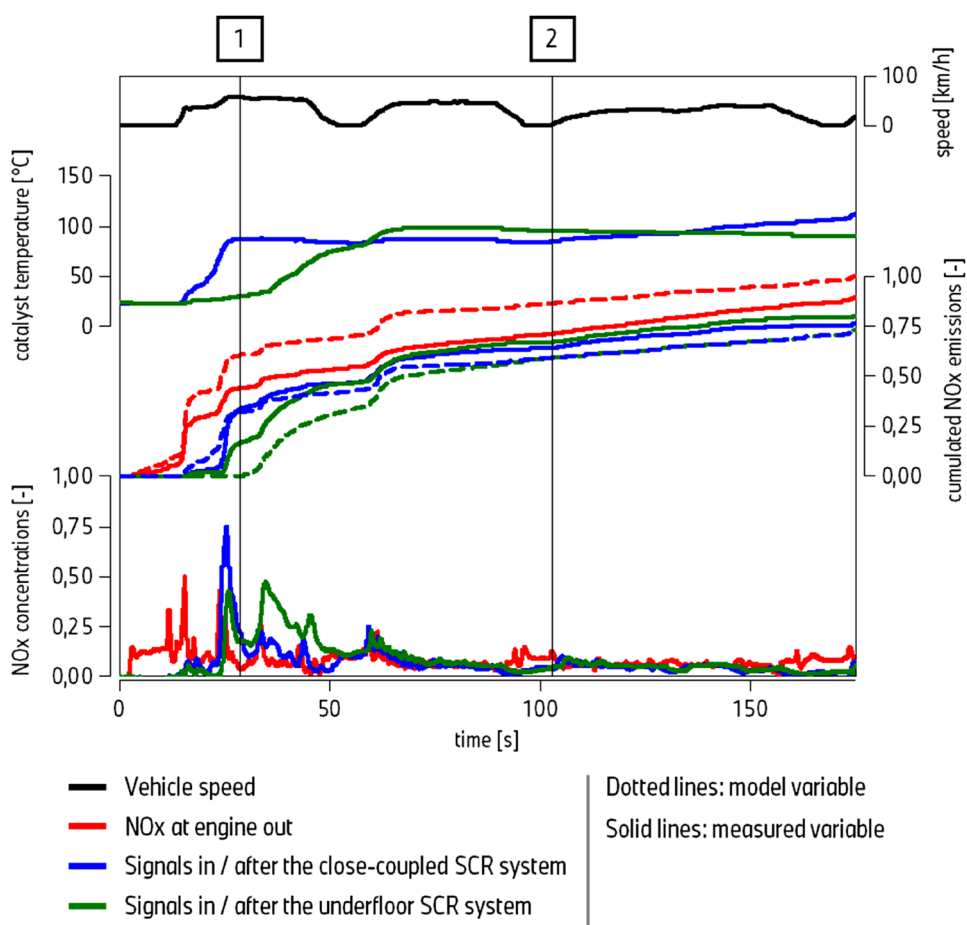 1
2
100
0
speed [km/h]
150
100
50
0
catalyst temperature [°C]
1,00
0,75
0,50
0,25
0,00
cumulated NOx emissions [-]
1,00
0,75
0,50
0,25
0,00
NOx concentrations [-]
0
50
100
150
time [s]
Vehicle speed
NOx at engine out
Signals in / after the close-coupled SCR system
Signals in / after the underfloor SCR system
Dotted lines: model variable
Solid lines: measured variable